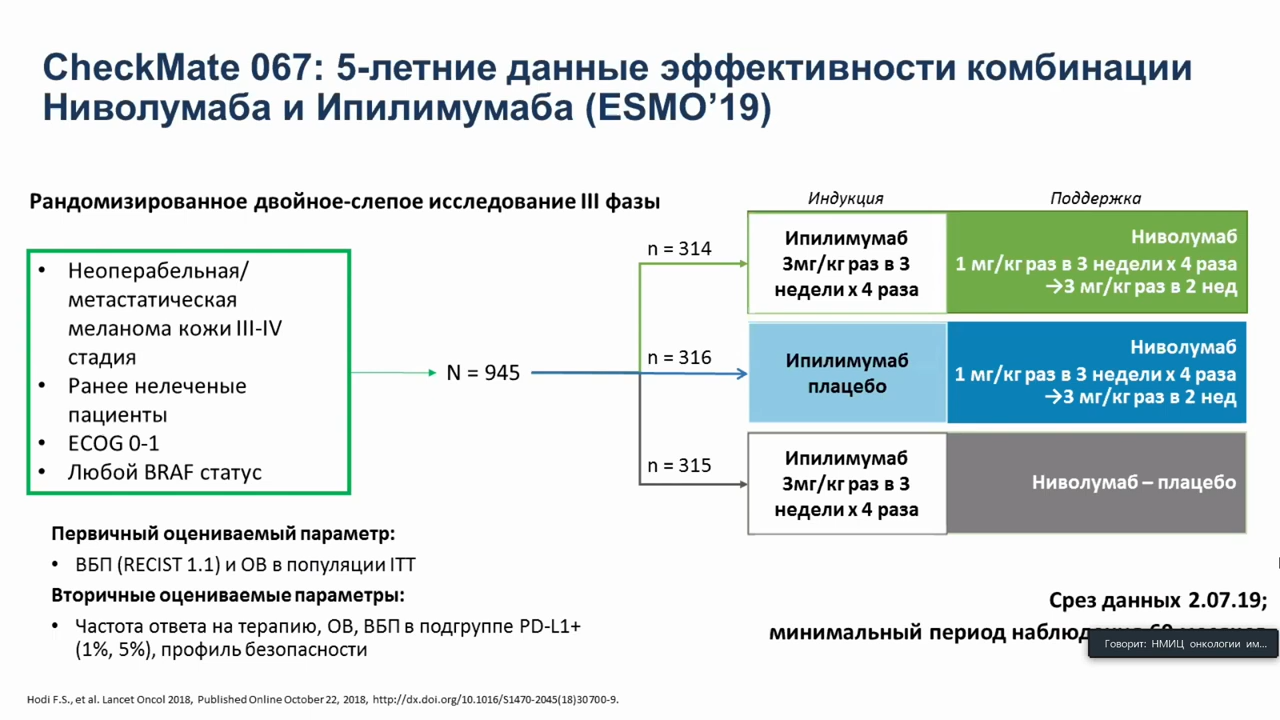 CheckMate 067: 5-летние данные эффективности комбинации
Ниволумаба и Ипилимумаба (ESMO’19)
Рандомизированное двойное-слепое исследование III фазы
• Неоперабельная/
метастатическая
меланома кожи III-IV
стадия
• Ранее нелеченые
пациенты
• ECOG 0-1
• Любой BRAF статус
N = 945
n = 314
n = 316
n = 315
Индукция
Поддержка
Ипилимумаб
3мг/кг раз в 3
недели x 4 раза
Ниволумаб
1 мг/кг раз в 3 недели x 4 раза
→3 мг/кг раз в 2 нед
Ипилимумаб
плацебо
Ниволумаб
1 мг/кг раз в 3 недели x 4 раза
→3 мг/кг раз в 2 нед
Ипилимумаб
3мг/кг раз в 3
недели x 4 раза
Ниволумаб – плацебо
Первичный оцениваемый параметр:
• ВБП (RECIST 1.1) и ОВ в популяции ITT
Вторичные оцениваемые параметры:
• Частота ответа на терапию, ОВ, ВБП в подгруппе PD-L1+
(1%, 5%), профиль безопасности
Срез данных 2.07.19;
минимальный период
Говорит: НМИЦ онкологии им...
Hodi F.S., et al. Lancet Oncol 2018, Published Online October 22, 2018, http://dx.doi.org/10.1016/S1470-2045(18)30700-9.